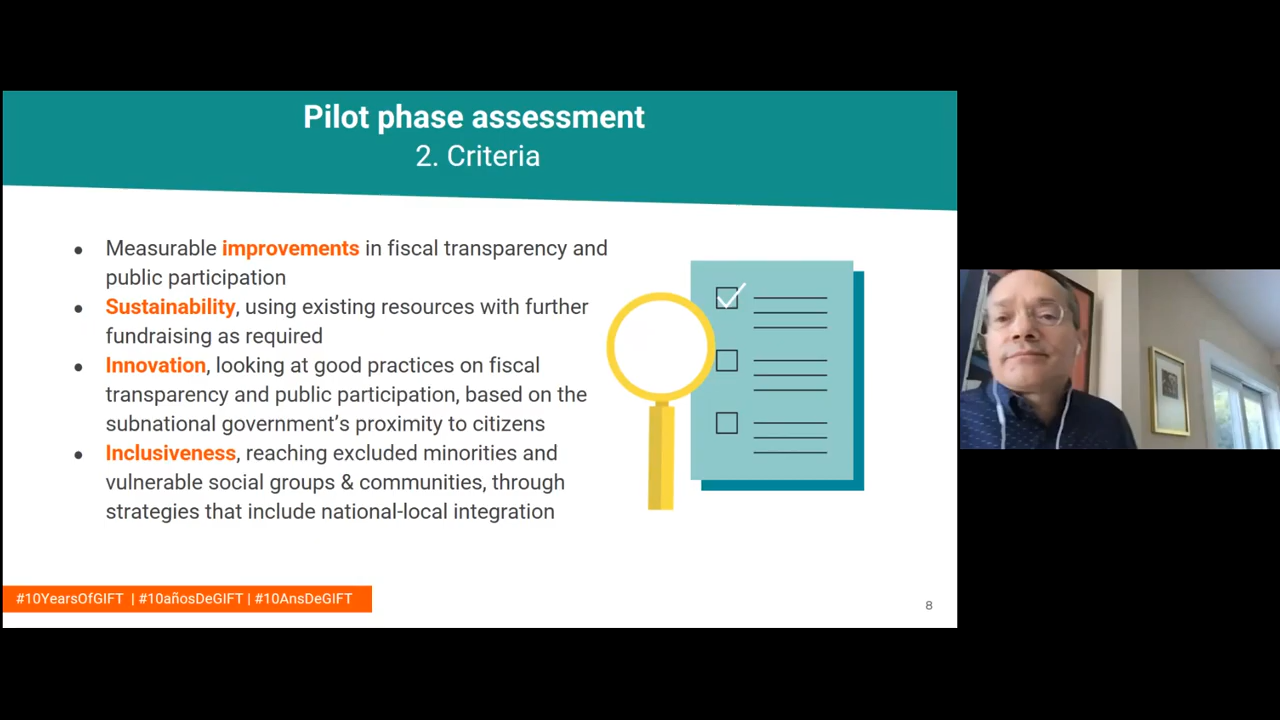 Pilot phase assessment
2. Criteria
● Measurable improvements in fiscal transparency and
public participation
● Sustainability, using existing resources with further
fundraising as required
● Innovation, looking at good practices on fiscal
transparency and public participation, based on the
subnational government’s proximity to citizens
● Inclusiveness, reaching excluded minorities and
vulnerable social groups & communities, through
strategies that include national-local integration
#10YearsOfGIFT | #10añosDeGIFT | #10AnsDeGIFT
8